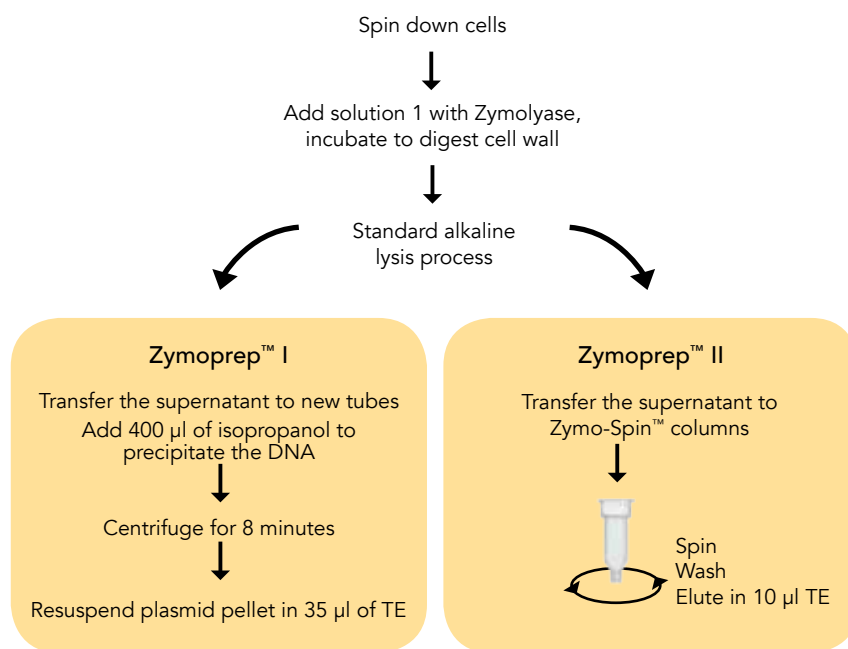 Spin down cells
Add solution 1 with Zymolyase,
incubate to digest cell wall
Standard alkaline
lysis process
Zymoprep™ I
Transfer the supernatant to new tubes
Add 400 µl of isopropanol to
precipitate the DNA
Centrifuge for 8 minutes
Resuspend plasmid pellet in 35 µl of TE
Zymoprep™ II
Transfer the supernatant to
Zymo-Spin™ columns
Spin
Wash
Elute in 10 µl TE